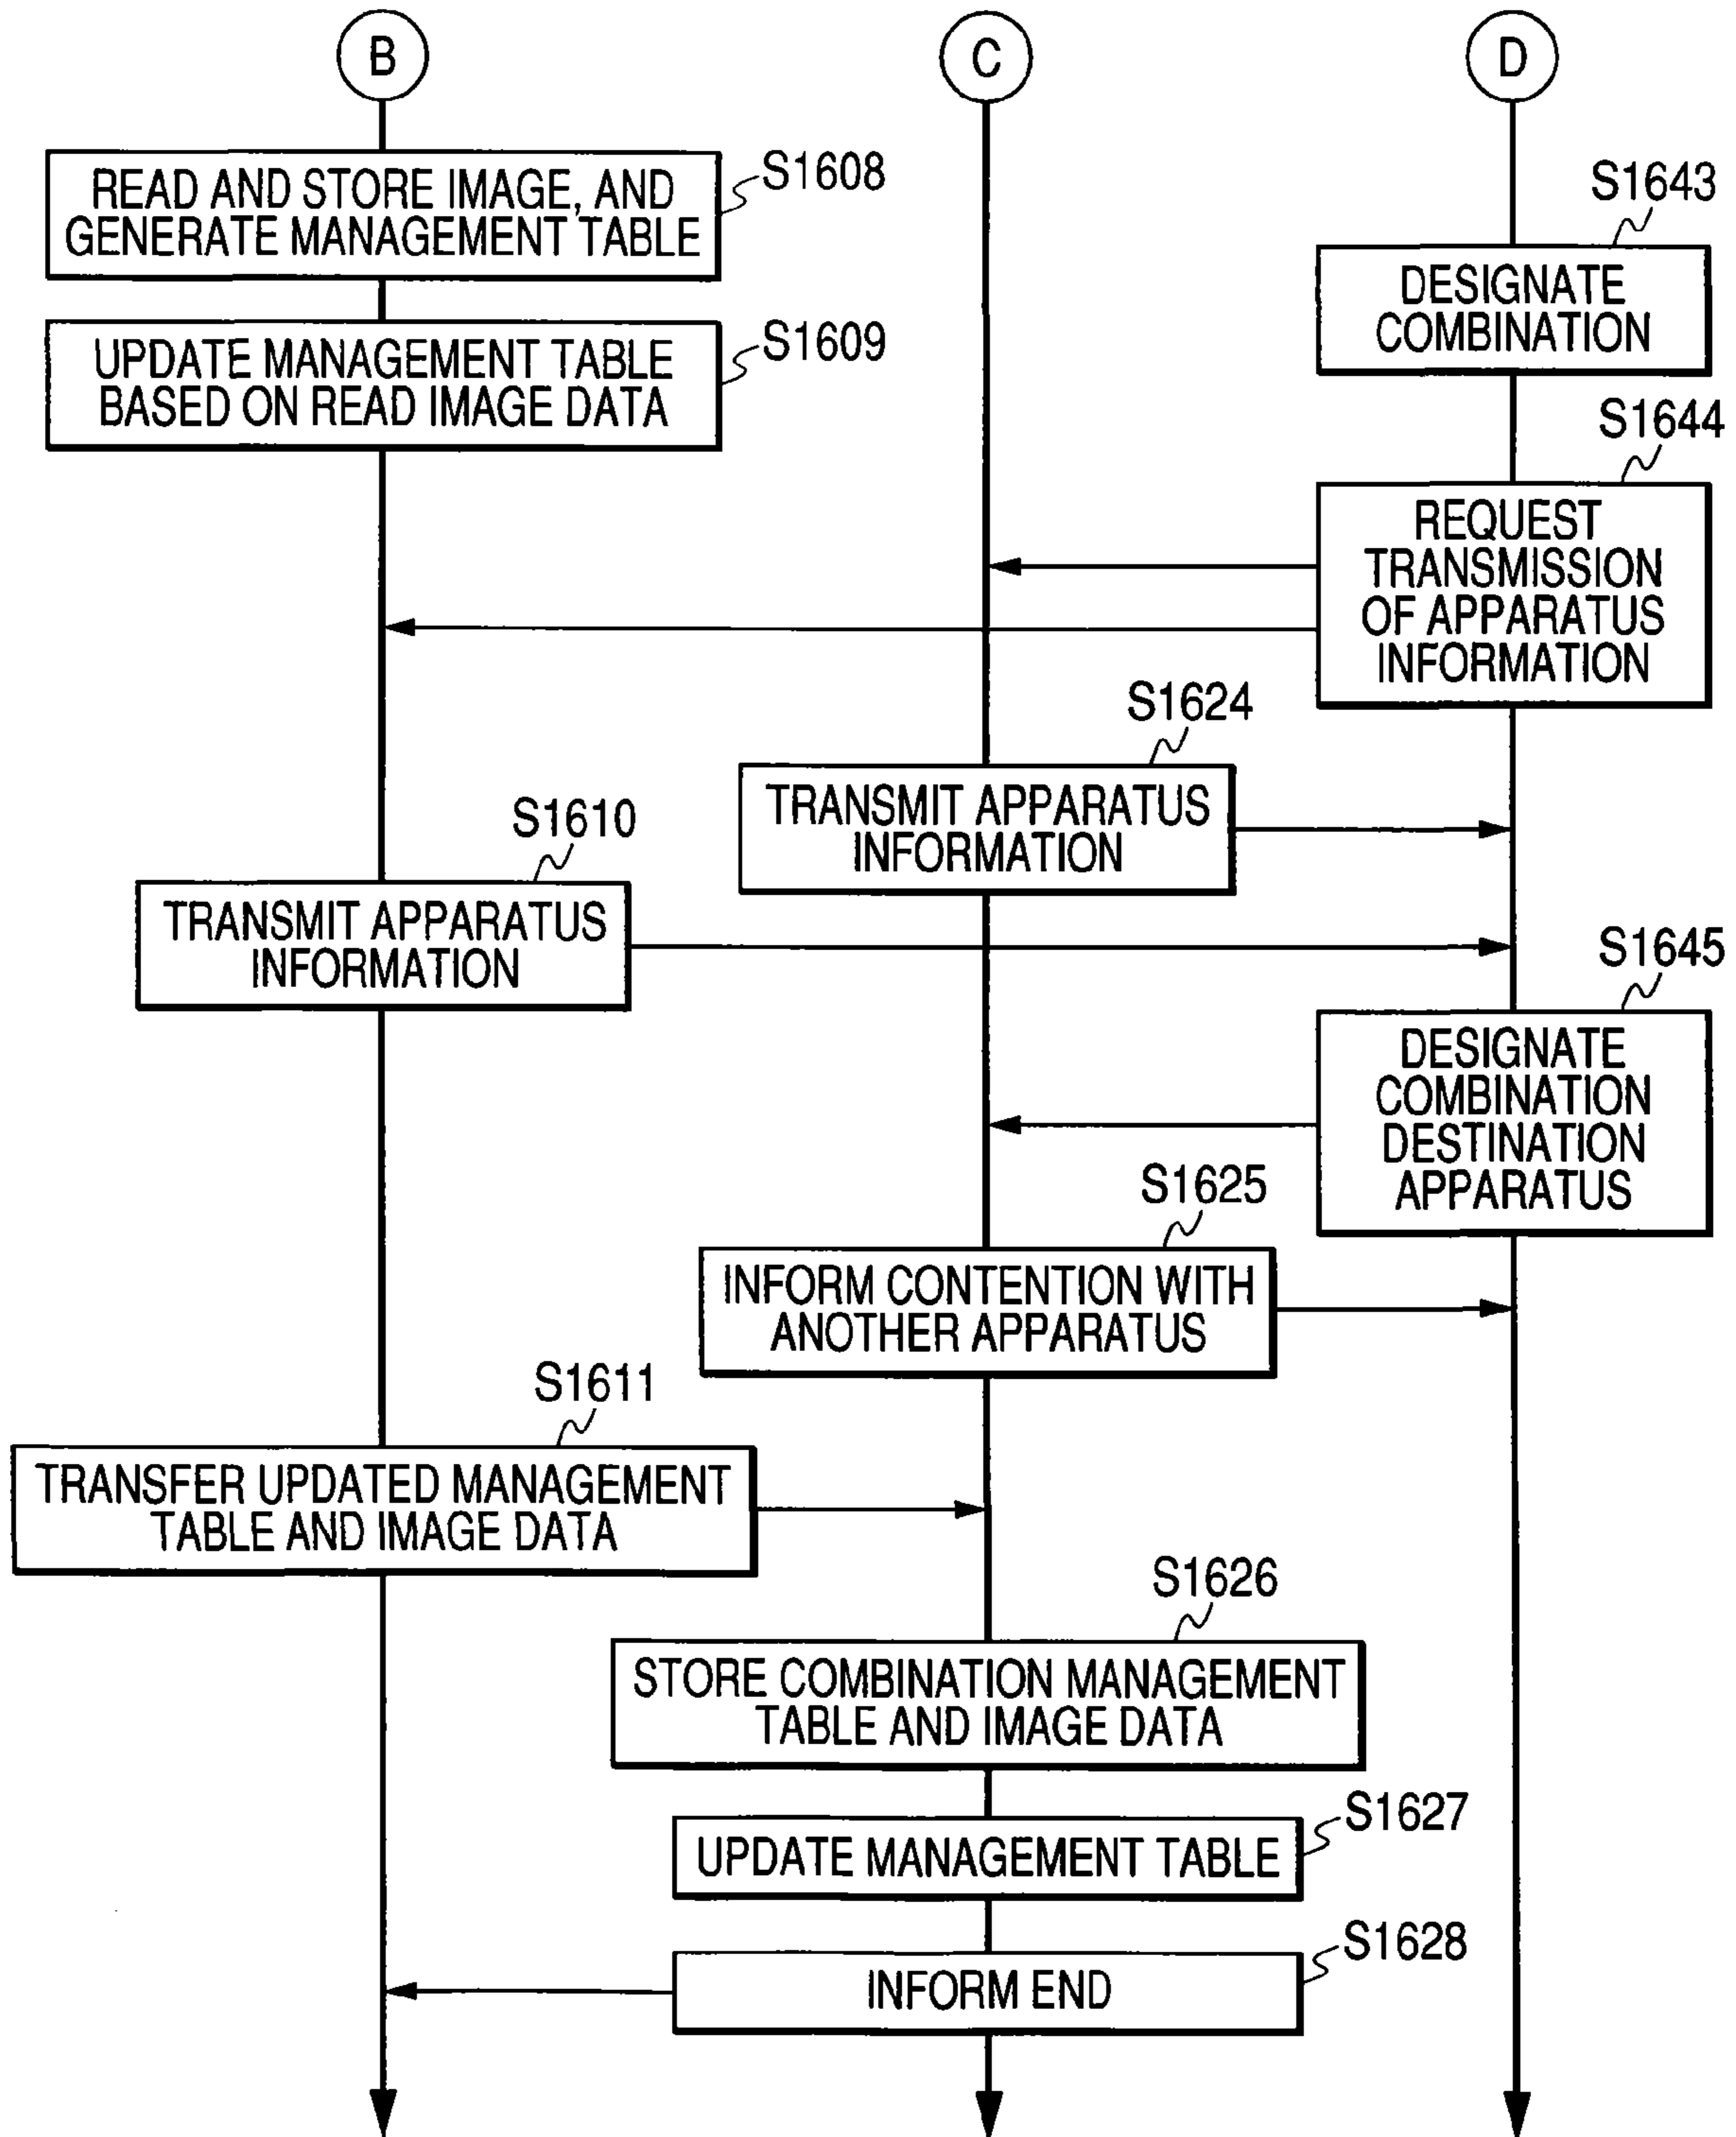 B
C
D
S1608
READ AND STORE IMAGE, AND
GENERATE MANAGEMENT TABLE
S1643
DESIGNATE
COMBINATION
S1609
UPDATE MANAGEMENT TABLE
BASED ON READ IMAGE DATA
S1644
REQUEST
TRANSMISSION
OF APPARATUS
INFORMATION
S1624
TRANSMIT APPARATUS
INFORMATION
S1610
TRANSMIT APPARATUS
INFORMATION
S1645
DESIGNATE
COMBINATION
DESTINATION
APPARATUS
S1625
INFORM CONTENTION WITH
ANOTHER APPARATUS
S1611
TRANSFER UPDATED MANAGEMENT
TABLE AND IMAGE DATA
S1626
STORE COMBINATION MANAGEMENT
TABLE AND IMAGE DATA
S1627
UPDATE MANAGEMENT TABLE
S1628
INFORM END